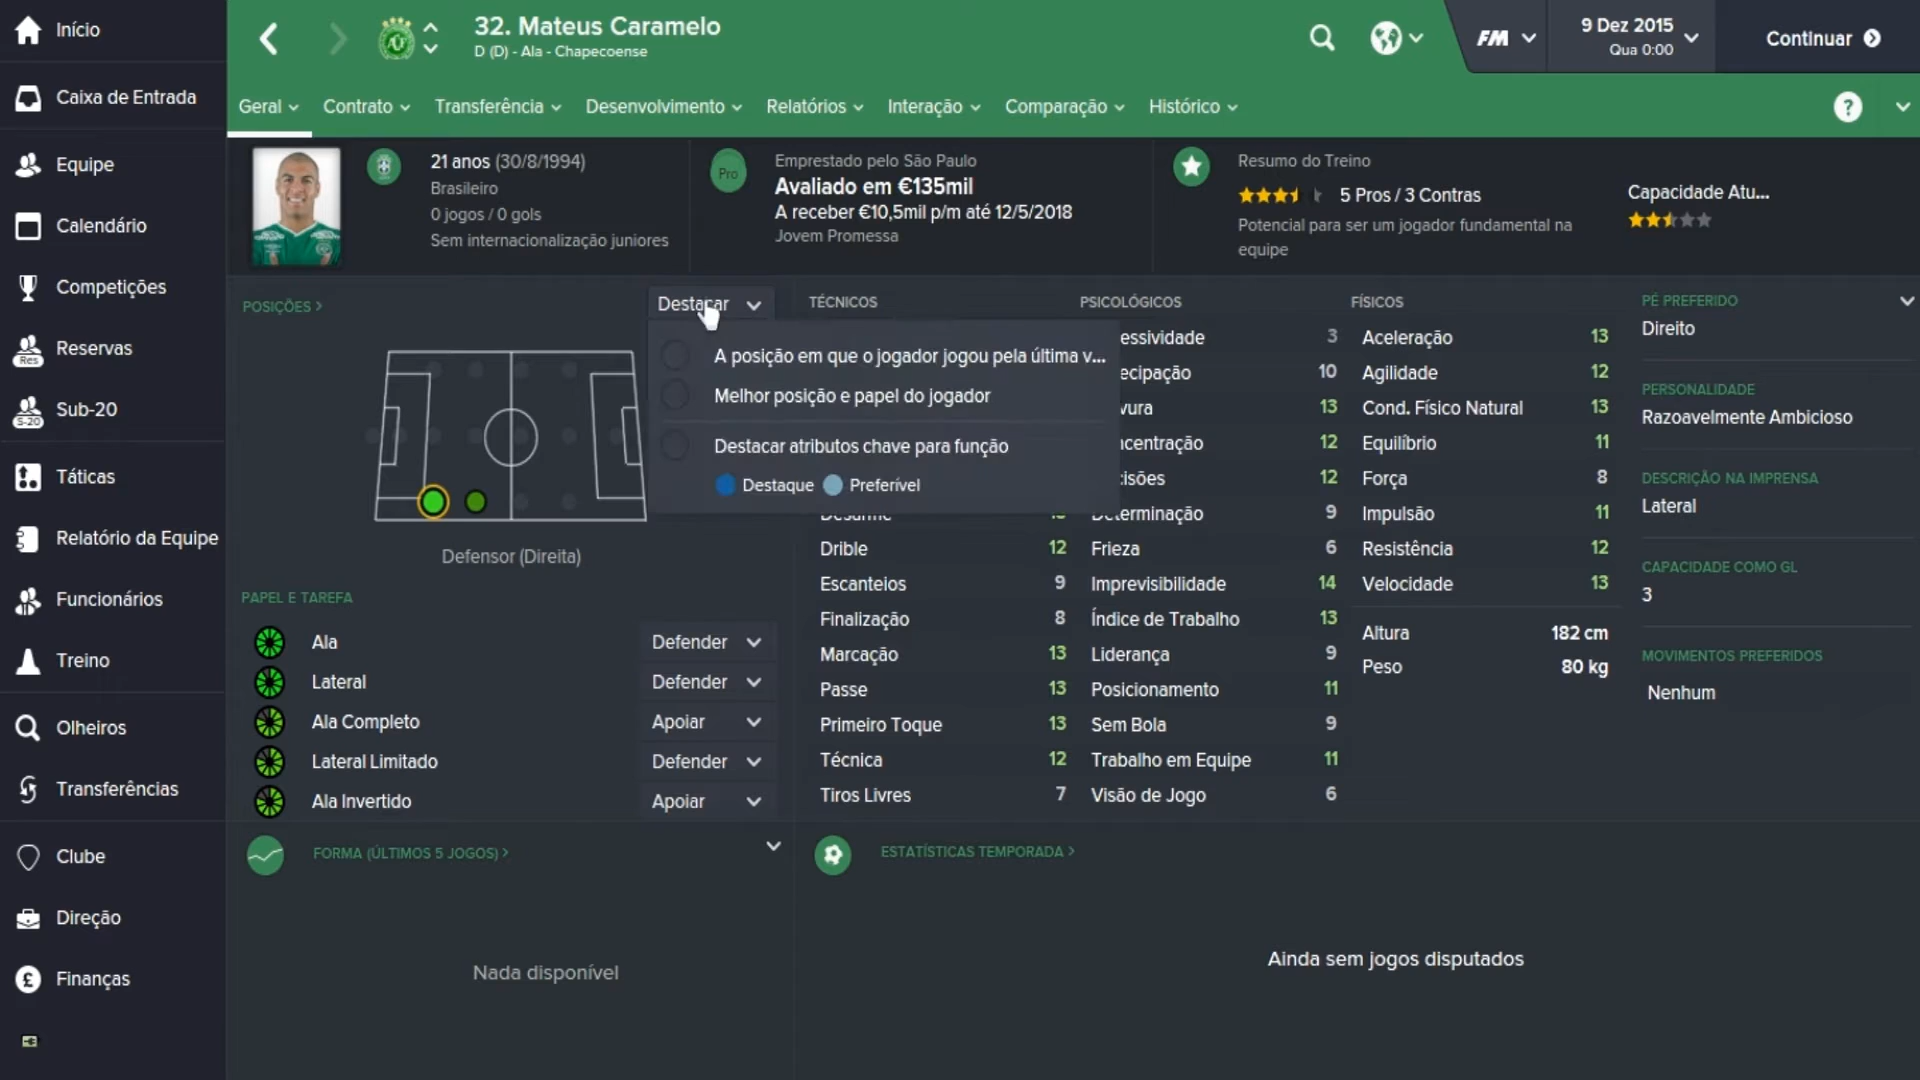 Início
Caixa de Entrada
Equipe
Calendário
Competições
Res
Reservas
S-20
Sub-20
Táticas
Relatório da Equipe
Funcionários
Treino
Olheiros
Transferências
Clube
Direção
£
Finanças
32. Mateus Caramelo
D (D) - Ala - Chapecoense
FM
9 Dez 2015
Qua 0:00
Continuar
Geral
Contrato
Transferência
Desenvolvimento
Relatórios
Interação
Comparação
Histórico
?
21 anos (30/8/1994)
Brasileiro
0 jogos / 0 gols
Sem internacionalização juniores
Pro
Emprestado pelo São Paulo
Avaliado em €135mil
A receber €10,5mil p/m até 12/5/2018
Jovem Promessa
Resumo do Treino
5 Pros / 3 Contras
Potencial para ser um jogador fundamental na
equipe
Capacidade Atu...
POSIÇÕES >
Destacar
A posição em que o jogador jogou pela última v...
Melhor posição e papel do jogador
Destacar atributos chave para função
Destaque
Preferível
Defensor (Direita)
PAPEL E TAREFA
Ala Defender
Lateral Defender
Ala Completo Apoiar
Lateral Limitado Defender
Ala Invertido Apoiar
TÉCNICOS
Drible 12
Escanteios 9
Finalização 8
Marcação 13
Passe 13
Primeiro Toque 13
Técnica 12
Tiros Livres 7
PSICOLÓGICOS
essividade 3
ecipação 10
vura 13
ncentração 12
cisões 12
Determinação 9
Frieza 6
Imprevisibilidade 14
Índice de Trabalho 13
Liderança 9
Posicionamento 11
Sem Bola 9
Trabalho em Equipe 11
Visão de Jogo 6
FÍSICOS
Aceleração 13
Agilidade 12
Cond. Físico Natural 13
Equilíbrio 11
Força 8
Impulsão 11
Resistência 12
Velocidade 13
Altura 182 cm
Peso 80 kg
PÉ PREFERIDO
Direito
PERSONALIDADE
Razoavelmente Ambicioso
DESCRIÇÃO NA IMPRENSA
Lateral
CAPACIDADE COMO GL
3
MOVIMENTOS PREFERIDOS
Nenhum
FORMA (ÚLTIMOS 5 JOGOS) >
Nada disponível
ESTATÍSTICAS TEMPORADA >
Ainda sem jogos disputados